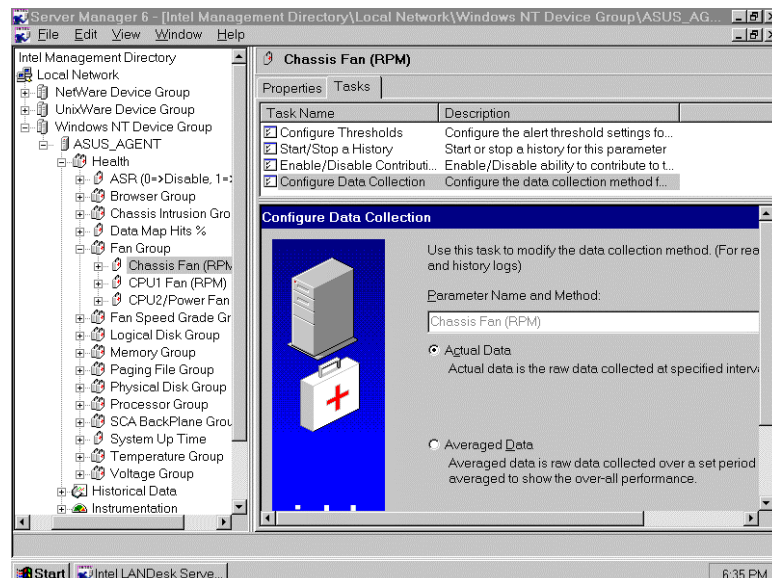 Server Manager 6 - [Intel Management Directory\Local Network\Windows NT Device Group\ASUS_AG...
File Edit View Window Help
Intel Management Directory
Local Network
NetWare Device Group
UnixWare Device Group
Windows NT Device Group
ASUS_AGENT
Health
ASR (0=>Disable, 1=>
Browser Group
Chassis Intrusion Gro
Data Map Hits %
Fan Group
Chassis Fan (RPM
CPU1 Fan (RPM)
CPU2/Power Fan
Fan Speed Grade Gr
Logical Disk Group
Memory Group
Paging File Group
Physical Disk Group
Processor Group
SCA BackPlane Grou
System Up Time
Temperature Group
Voltage Group
Historical Data
Instrumentation
Chassis Fan (RPM)
Properties Tasks
Task Name Description
Configure Thresholds Configure the alert threshold settings fo...
Start/Stop a History Start or stop a history for this parameter
Enable/Disable Contributi... Enable/Disable ability to contribute to t...
Configure Data Collection Configure the data collection method f...
Configure Data Collection
Use this task to modify the data collection method. (For rea
and history logs)
Parameter Name and Method:
Chassis Fan (RPM)
Actual Data
Actual data is the raw data collected at specified interva
Averaged Data
Averaged data is raw data collected over a set period
averaged to show the over-all performance.
Start Intel LANDesk Serve... 6:35 PM